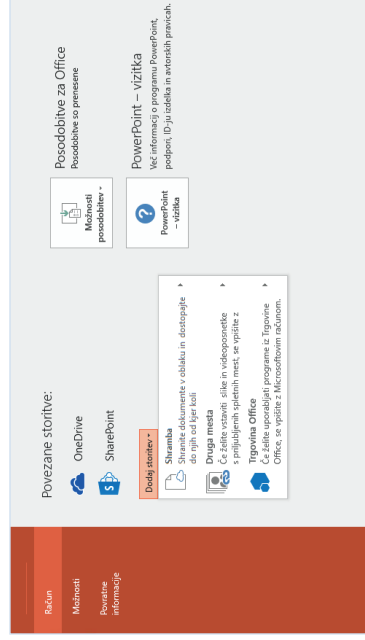 Račun
Možnosti
Povratne
informacije
Povezane storitve:
OneDrive
SharePoint
Dodaj storitev
Shramba
Shranite dokumente v oblaku in dostopajte
do njih od kjer koli
Druga mesta
Če želite vstaviti slike in videoposnetke
s priljubljenih spletnih mest, se vpišite z
Trgovina Office
Če želite uporabljati programe iz Trgovine
Office, se vpišite z Microsoftovim računom.
Možnosti
posodobitev
Posodobitve za Office
Posodobitve so prenesene
PowerPoint
– vizitka
PowerPoint – vizitka
Več informacij o programu PowerPoint,
podpori, ID-ju izdelka in avtorskih pravicah.